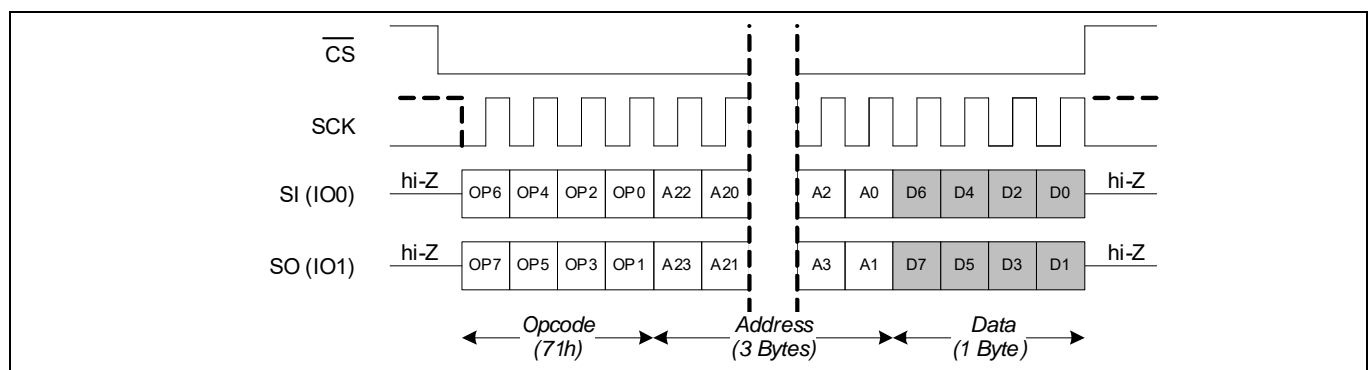 CS
SCK
SI (IO0) hi-Z OP6 OP4 OP2 OP0 A22 A20 A2 A0 D6 D4 D2 D0 hi-Z
SO (IO1) hi-Z OP7 OP5 OP3 OP1 A23 A21 A3 A1 D7 D5 D3 D1 hi-Z
Opcode Address Data
(71h) (3 Bytes) (1 Byte)